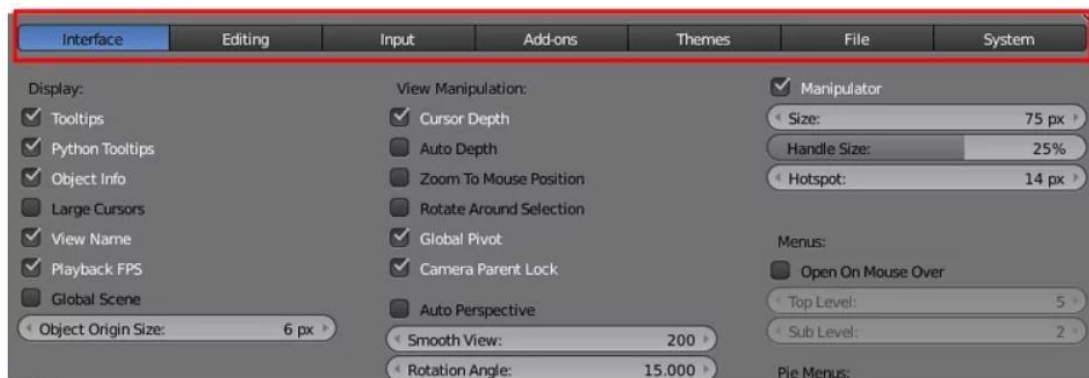 Interface Editing Input Add-ons Themes File System
Display:
Tooltips
Python Tooltips
Object Info
Large Cursors
View Name
Playback FPS
Global Scene
Object Origin Size: 6 px
View Manipulation:
Cursor Depth
Auto Depth
Zoom To Mouse Position
Rotate Around Selection
Global Pivot
Camera Parent Lock
Auto Perspective
Smooth View: 200
Rotation Angle: 15.000
Manipulator
Size: 75 px
Handle Size: 25%
Hotspot: 14 px
Menus:
Open On Mouse Over
Top Level: 5
Sub Level: 2
Pie Menus: